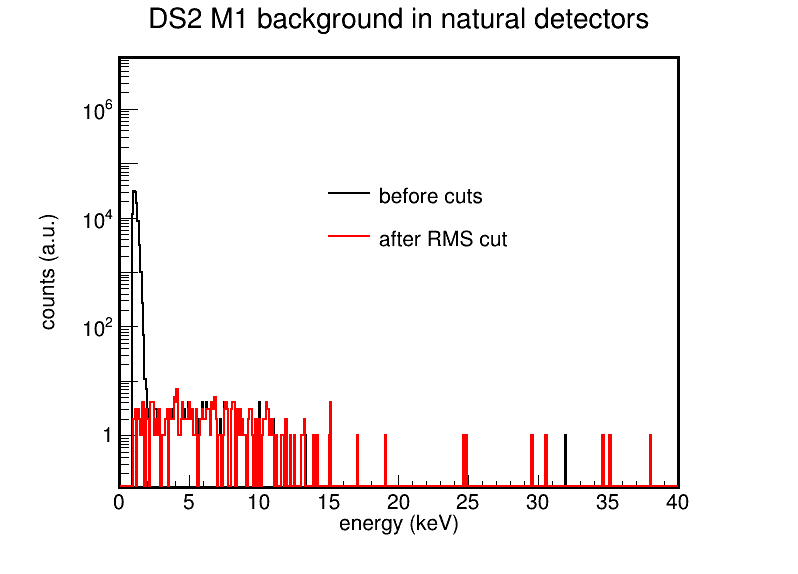 DS2 M1 background in natural detectors
counts (a.u.)
10^6
10^4
10^2
1
before cuts
after RMS cut
0 5 10 15 20 25 30 35 40
energy (keV)